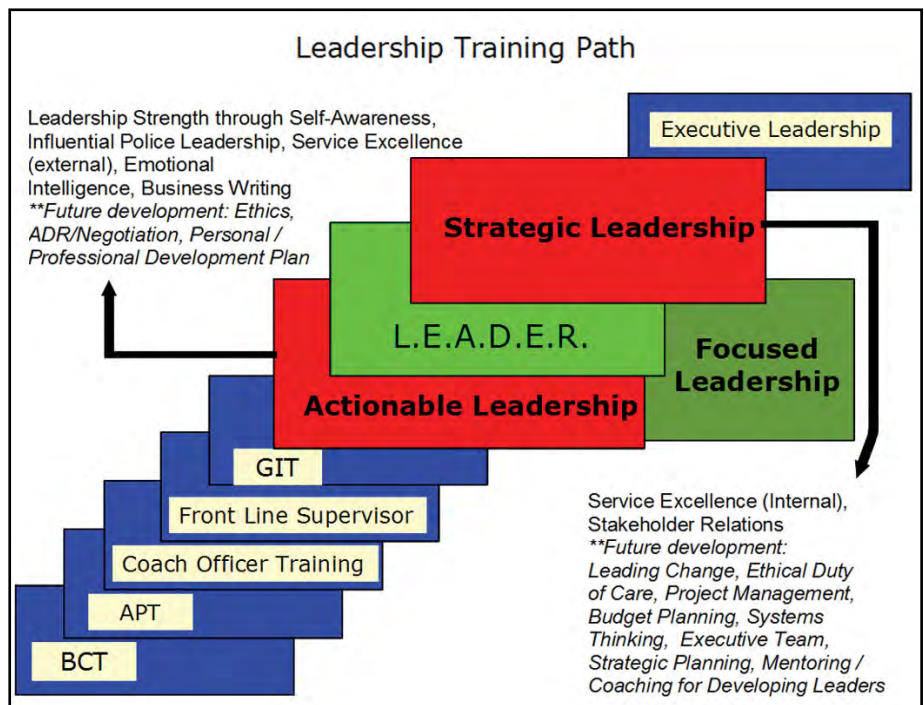 Leadership Training Path
Leadership Strength through Self-Awareness,
Influential Police Leadership, Service Excellence
(external), Emotional
Intelligence, Business Writing
**Future development: Ethics,
ADR/Negotiation, Personal /
Professional Development Plan
Executive Leadership
Strategic Leadership
L.E.A.D.E.R.
Focused
Leadership
Actionable Leadership
GIT
Front Line Supervisor
Coach Officer Training
APT
BCT
Service Excellence (Internal),
Stakeholder Relations
**Future development:
Leading Change, Ethical Duty
of Care, Project Management,
Budget Planning, Systems
Thinking, Executive Team,
Strategic Planning, Mentoring /
Coaching for Developing Leaders